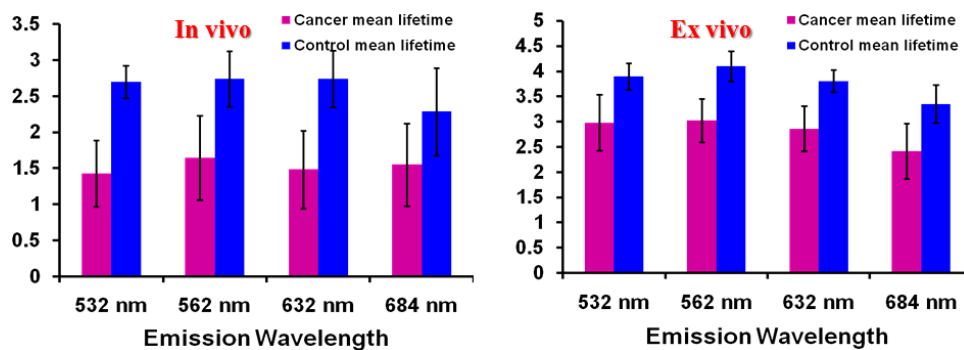 In vivo
Cancer mean lifetime
Control mean lifetime
3.5
3
2.5
2
1.5
1
0.5
0
532 nm 562 nm 632 nm 684 nm
Emission Wavelength
Ex vivo
Cancer mean lifetime
Control mean lifetime
5
4.5
4
3.5
3
2.5
2
1.5
1
0.5
0
532 nm 562 nm 632 nm 684 nm
Emission Wavelength